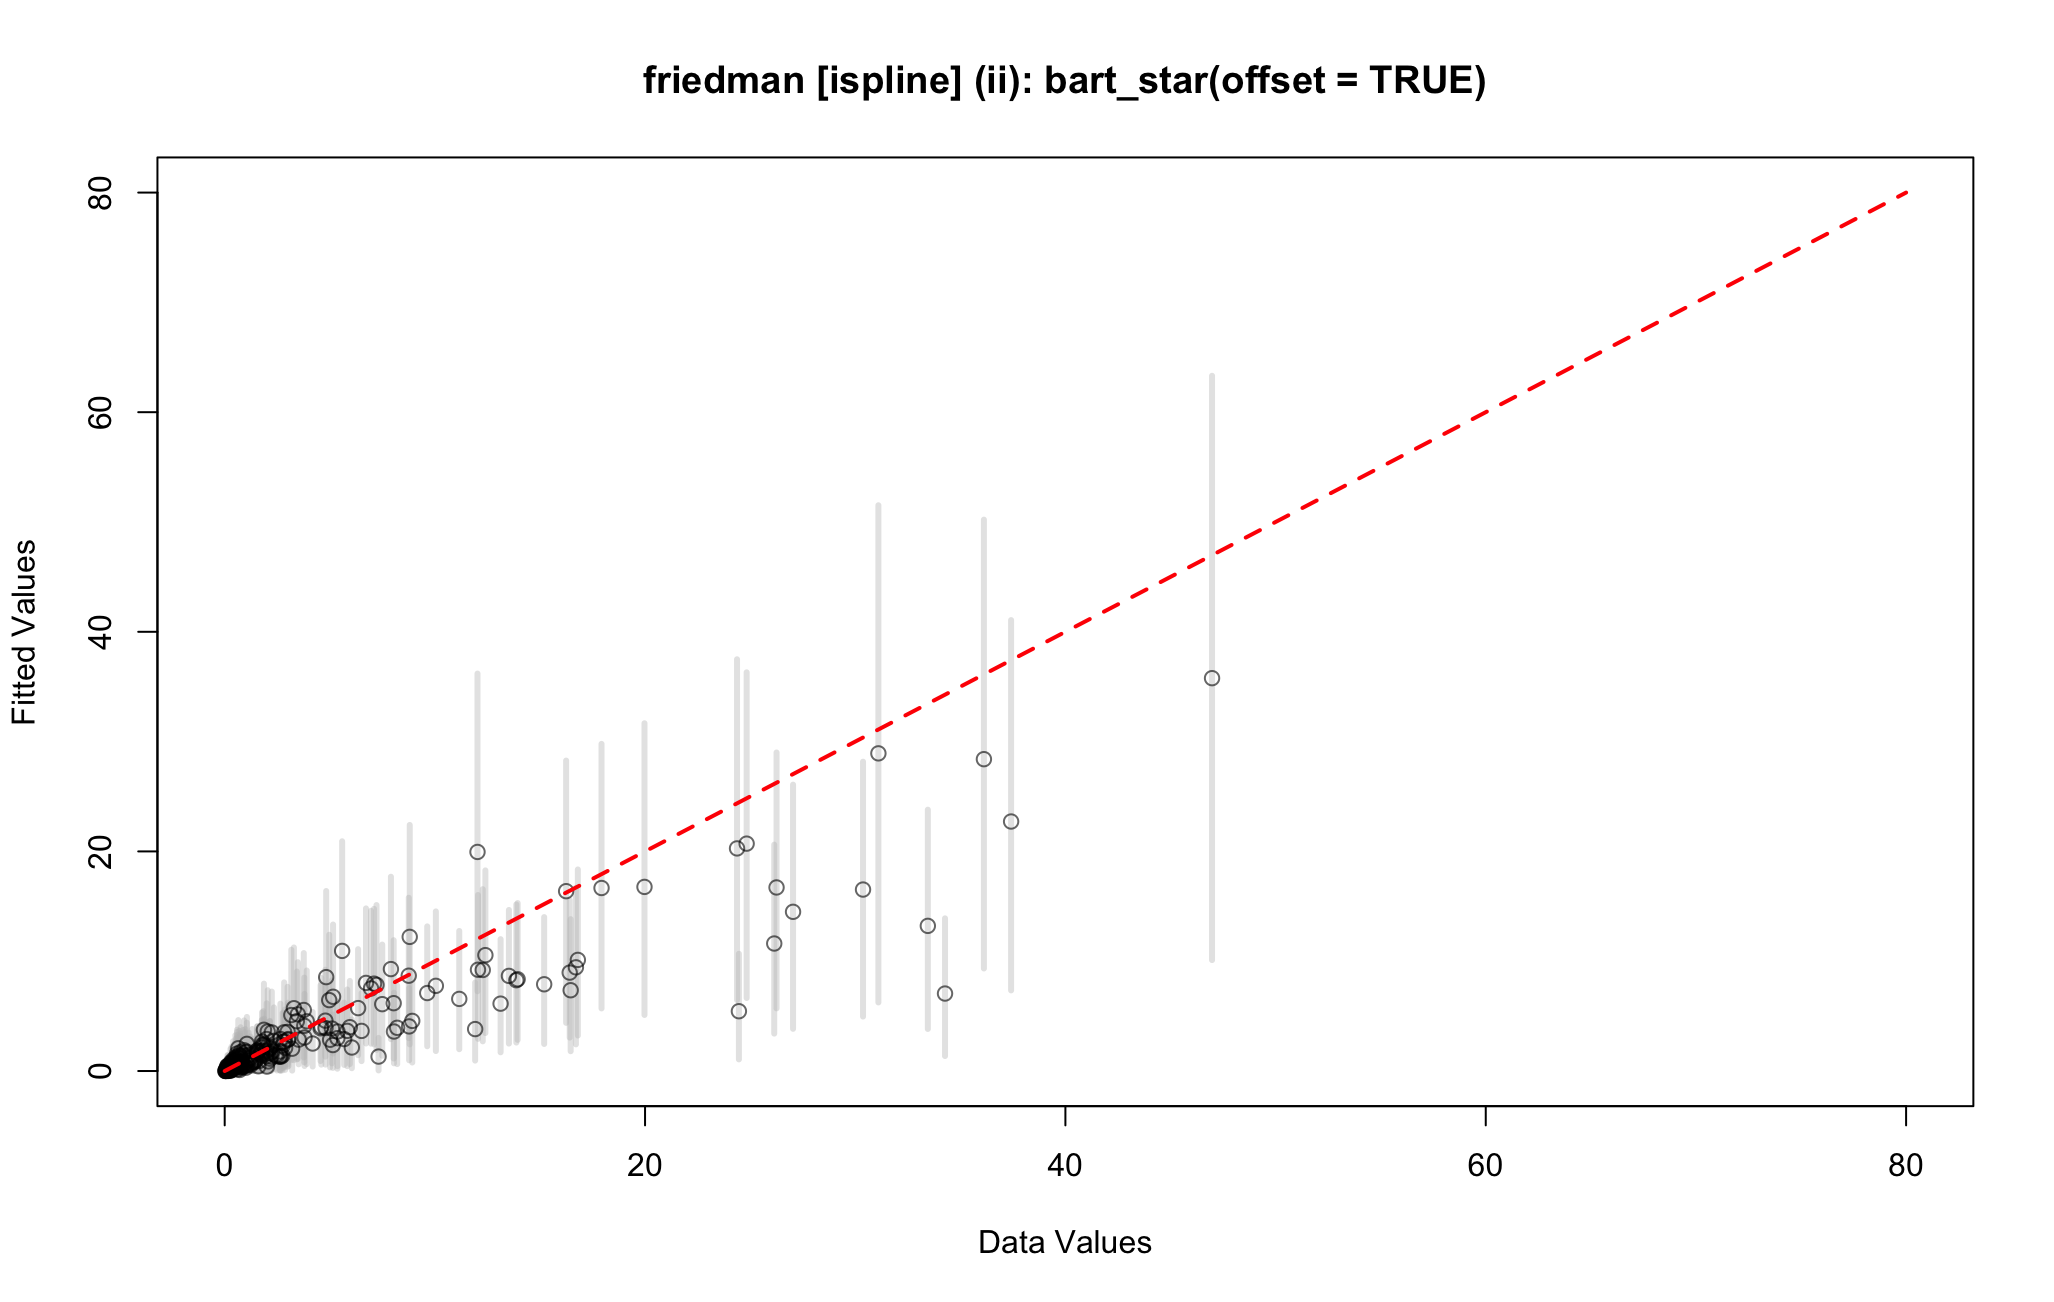 friedman [ispline] (ii): bart_star(offset = TRUE)
80
60
40
20
0
Fitted Values
0 20 40 60 80
Data Values